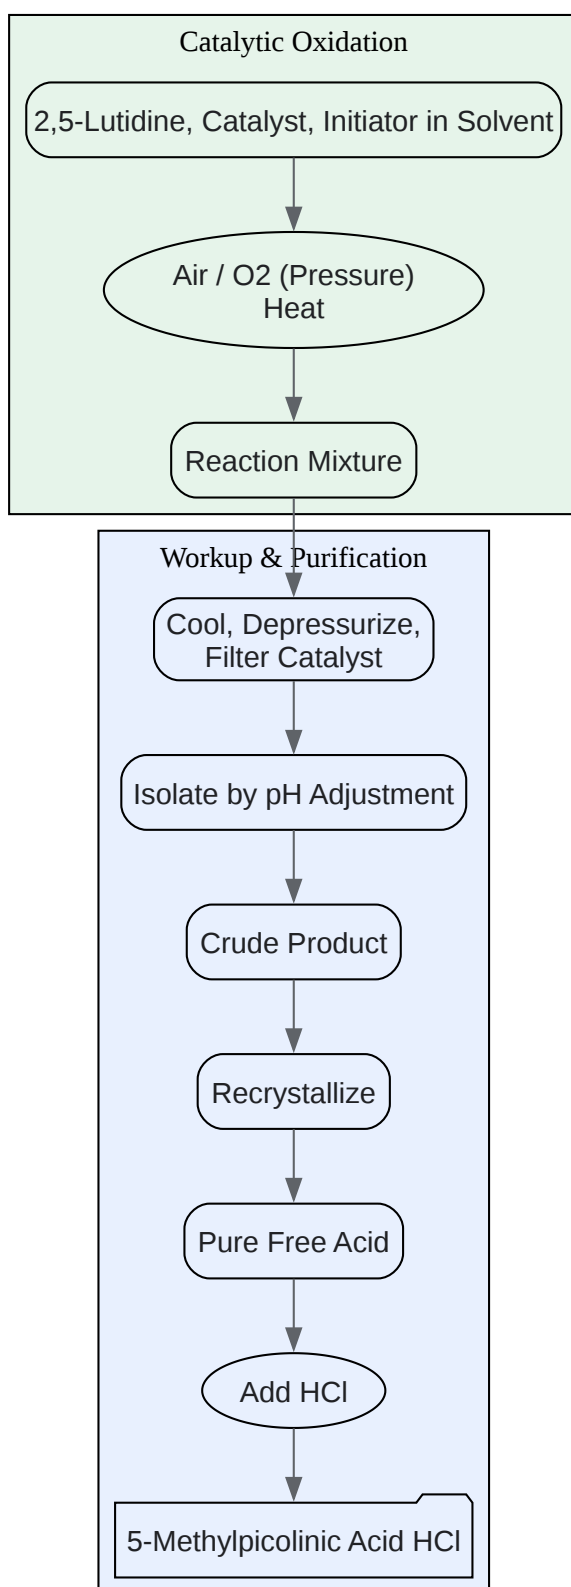 Catalytic Oxidation
2,5-Lutidine, Catalyst, Initiator in Solvent
Air / O2 (Pressure)
Heat
Reaction Mixture
Workup & Purification
Cool, Depressurize,
Filter Catalyst
Isolate by pH Adjustment
Crude Product
Recrystallize
Pure Free Acid
Add HCl
5-Methylpicolinic Acid HCl